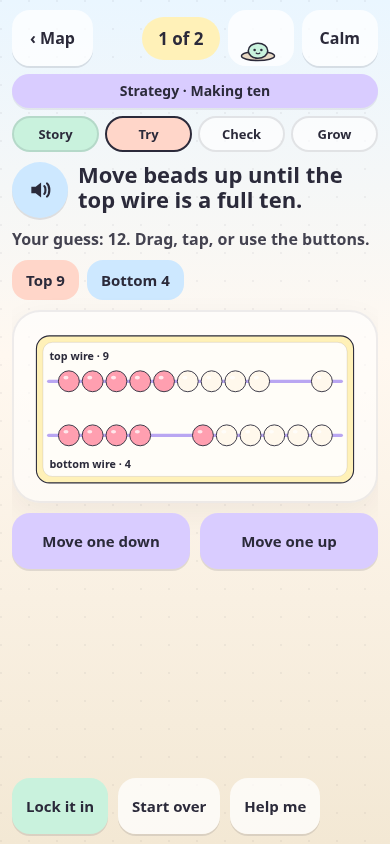 ‹ Map
1 of 2
Calm
Strategy · Making ten
Story
Try
Check
Grow
Move beads up until the
top wire is a full ten.
Your guess: 12. Drag, tap, or use the buttons.
Top 9
Bottom 4
top wire · 9
bottom wire · 4
Move one down
Move one up
Lock it in
Start over
Help me